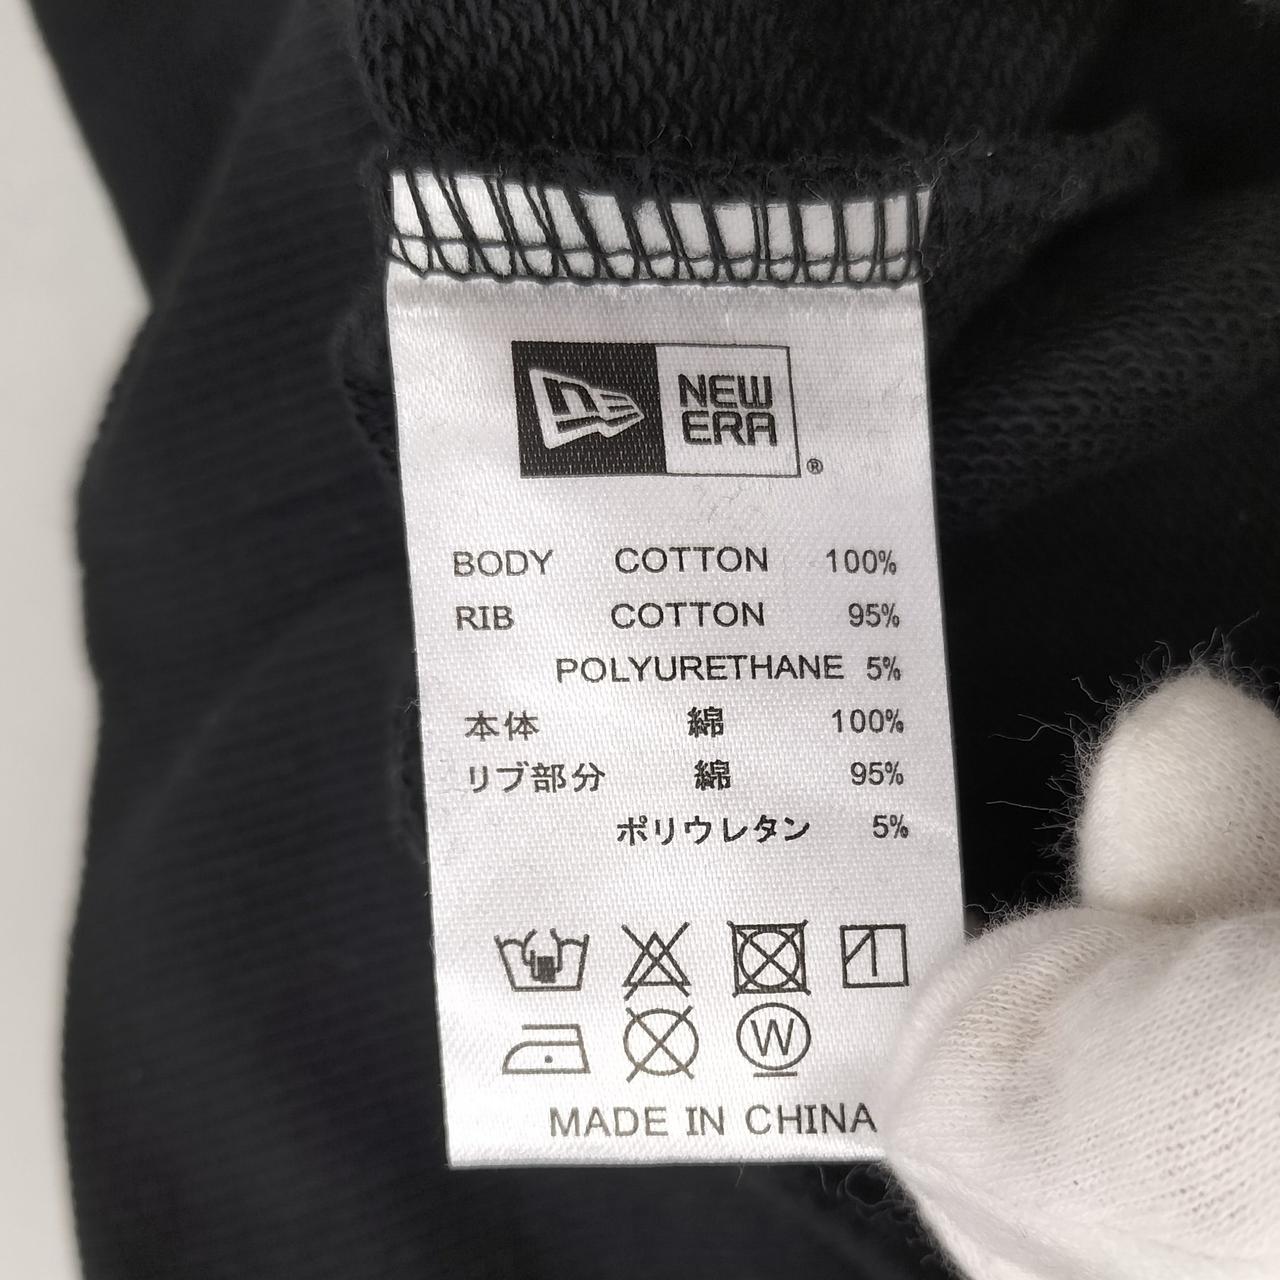 NEW
ERA
®
BODY COTTON 100%
RIB COTTON 95%
POLYURETHANE 5%
本体 綿 100%
リブ部分 綿 95%
ポリウレタン 5%
W
MADE IN CHINA